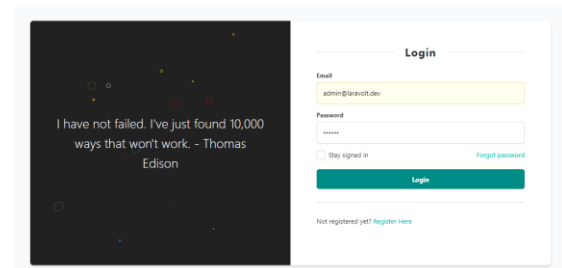 I have not failed. I've just found 10,000
ways that won't work. - Thomas
Edison
Login
Email
admin@laravolt.dev
Password
••••••
Stay signed in
Forgot password
Login
Not registered yet? Register Here